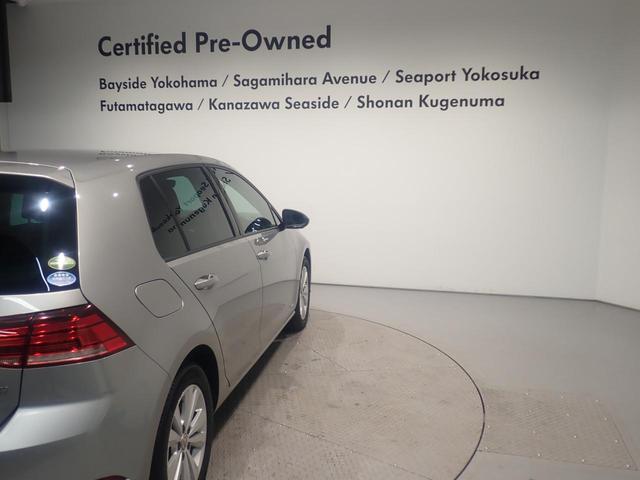 Certified Pre-Owned
Bayside Yokohama / Sagamihara Avenue / Seaport Yokosuka
Futamatagawa / Kanazawa Seaside / Shonan Kugenuma